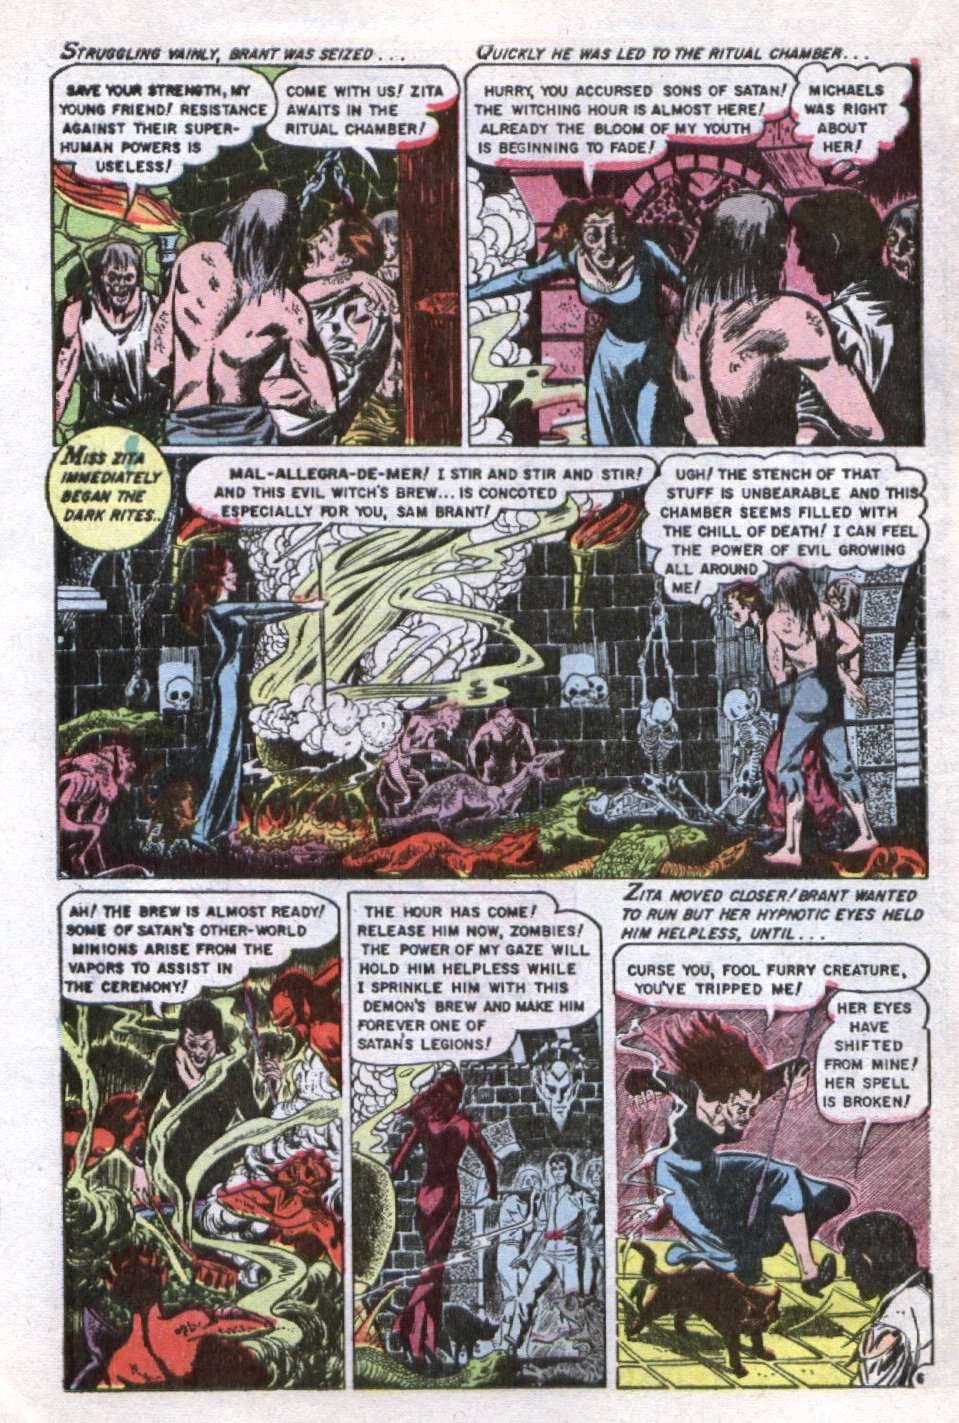 STRUGGLING VAINLY, BRANT WAS SEIZED...
SAVE YOUR STRENGTH, MY
YOUNG FRIEND! RESISTANCE
AGAINST THEIR SUPER-
HUMAN POWERS IS
USELESS!
COME WITH US! ZITA
AWAITS IN THE
RITUAL CHAMBER!
QUICKLY HE WAS LED TO THE RITUAL CHAMBER...
HURRY, YOU ACCURSED SONS OF SATAN!
THE WITCHING HOUR IS ALMOST HERE!
ALREADY THE BLOOM OF MY YOUTH
IS BEGINNING TO FADE!
MICHAELS
WAS RIGHT
ABOUT
HER!
MISS ZITA
IMMEDIATELY
BEGAN THE
DARK RITES..
MAL-ALLEGRA-DE-MER! I STIR AND STIR AND STIR!
AND THIS EVIL WITCH'S BREW... IS CONCOTED
ESPECIALLY FOR YOU, SAM BRANT!
UGH! THE STENCH OF THAT
STUFF IS UNBEARABLE AND THIS
CHAMBER SEEMS FILLED WITH
THE CHILL OF DEATH! I CAN FEEL
THE POWER OF EVIL GROWING
ALL AROUND
ME!
AH! THE BREW IS ALMOST READY!
SOME OF SATAN'S OTHER-WORLD
MINIONS ARISE FROM THE
VAPORS TO ASSIST IN
THE CEREMONY!
THE HOUR HAS COME!
RELEASE HIM NOW, ZOMBIES!
THE POWER OF MY GAZE WILL
HOLD HIM HELPLESS WHILE
I SPRINKLE HIM WITH THIS
DEMON'S BREW AND MAKE HIM
FOREVER ONE OF
SATAN'S LEGIONS!
ZITA MOVED CLOSER! BRANT WANTED
TO RUN BUT HER HYPNOTIC EYES HELD
HIM HELPLESS, UNTIL...
CURSE YOU, FOOL FURRY CREATURE,
YOU'VE TRIPPED ME!
HER EYES
HAVE
SHIFTED
FROM MINE!
HER SPELL
IS BROKEN!
6